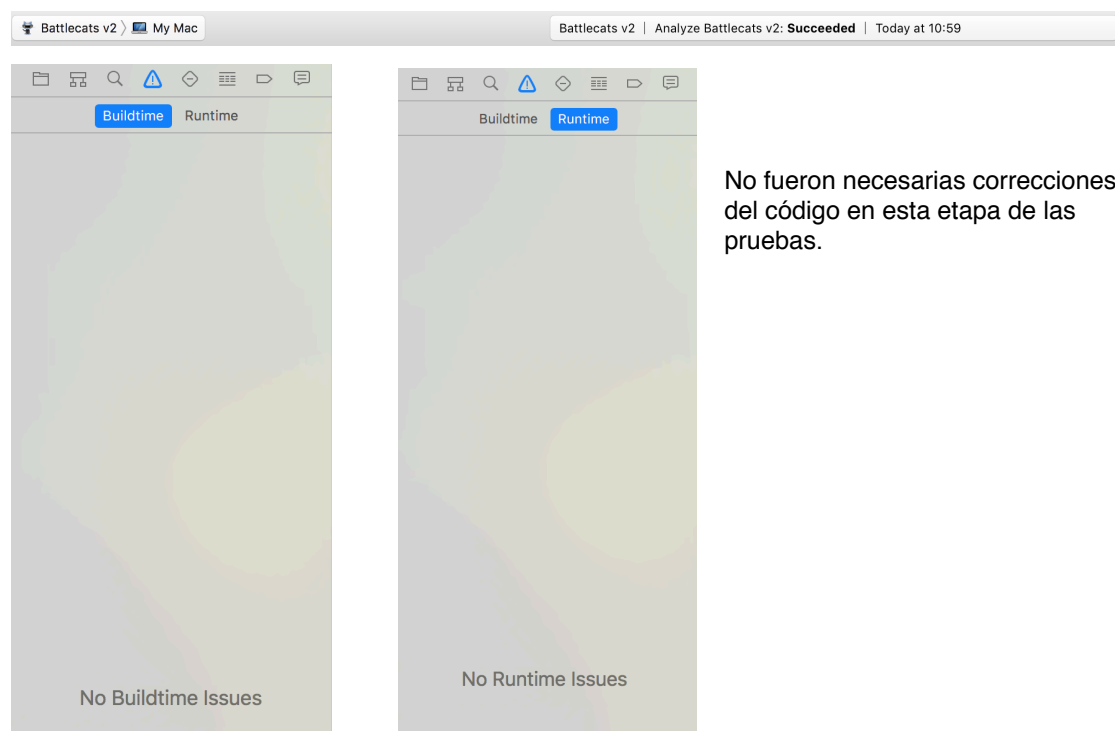 Battlecats v2 〉 My Mac
Battlecats v2 | Analyze Battlecats v2: Succeeded | Today at 10:59
Buildtime Runtime
Buildtime Runtime
No fueron necesarias correcciones
del código en esta etapa de las
pruebas.
No Buildtime Issues
No Runtime Issues